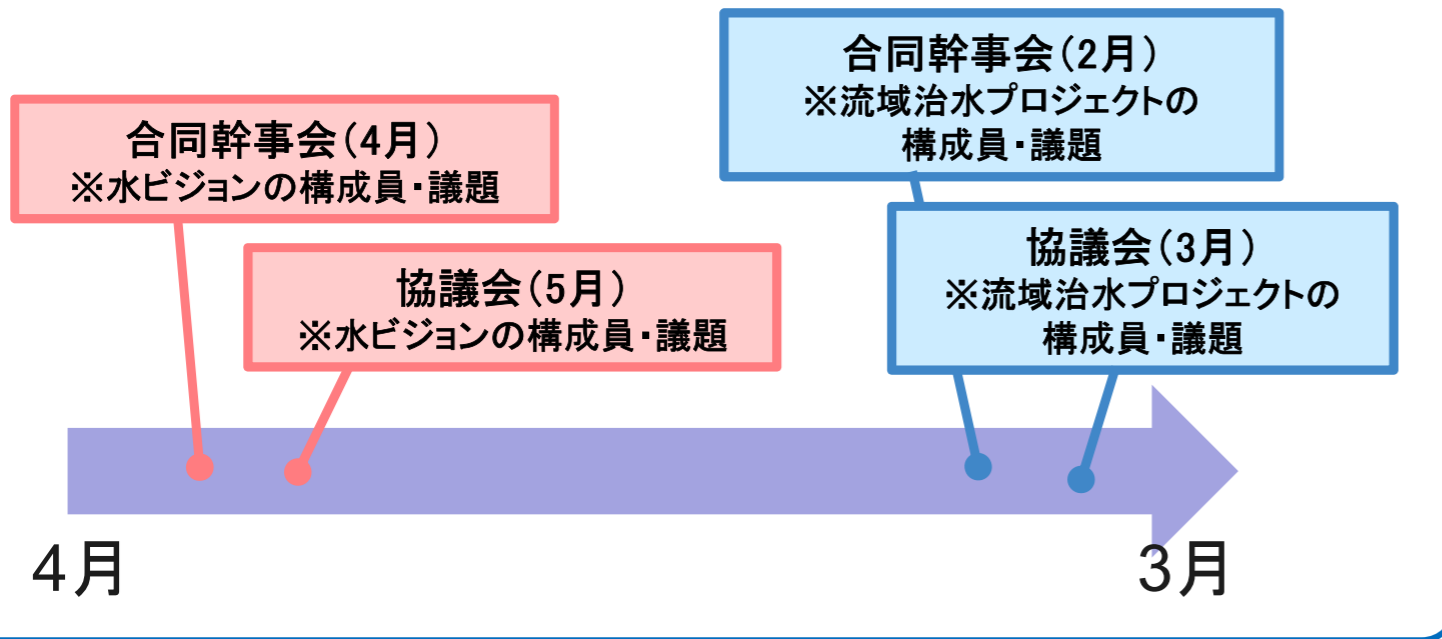 合同幹事会(4月)
※水ビジョンの構成員・議題
協議会(5月)
※水ビジョンの構成員・議題
合同幹事会(2月)
※流域治水プロジェクトの
構成員・議題
協議会(3月)
※流域治水プロジェクトの
構成員・議題
4月
3月